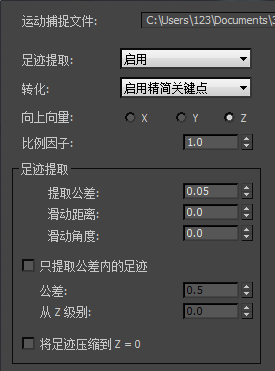 运动捕捉文件: C:\Users\123\Documents\3
足迹提取: 启用
转化: 启用精简关键点
向上向量: X Y Z
比例因子: 1.0
足迹提取
提取公差: 0.05
滑动距离: 0.0
滑动角度: 0.0
只提取公差内的足迹
公差: 0.5
从 Z 级别: 0.0
将足迹压缩到 Z = 0